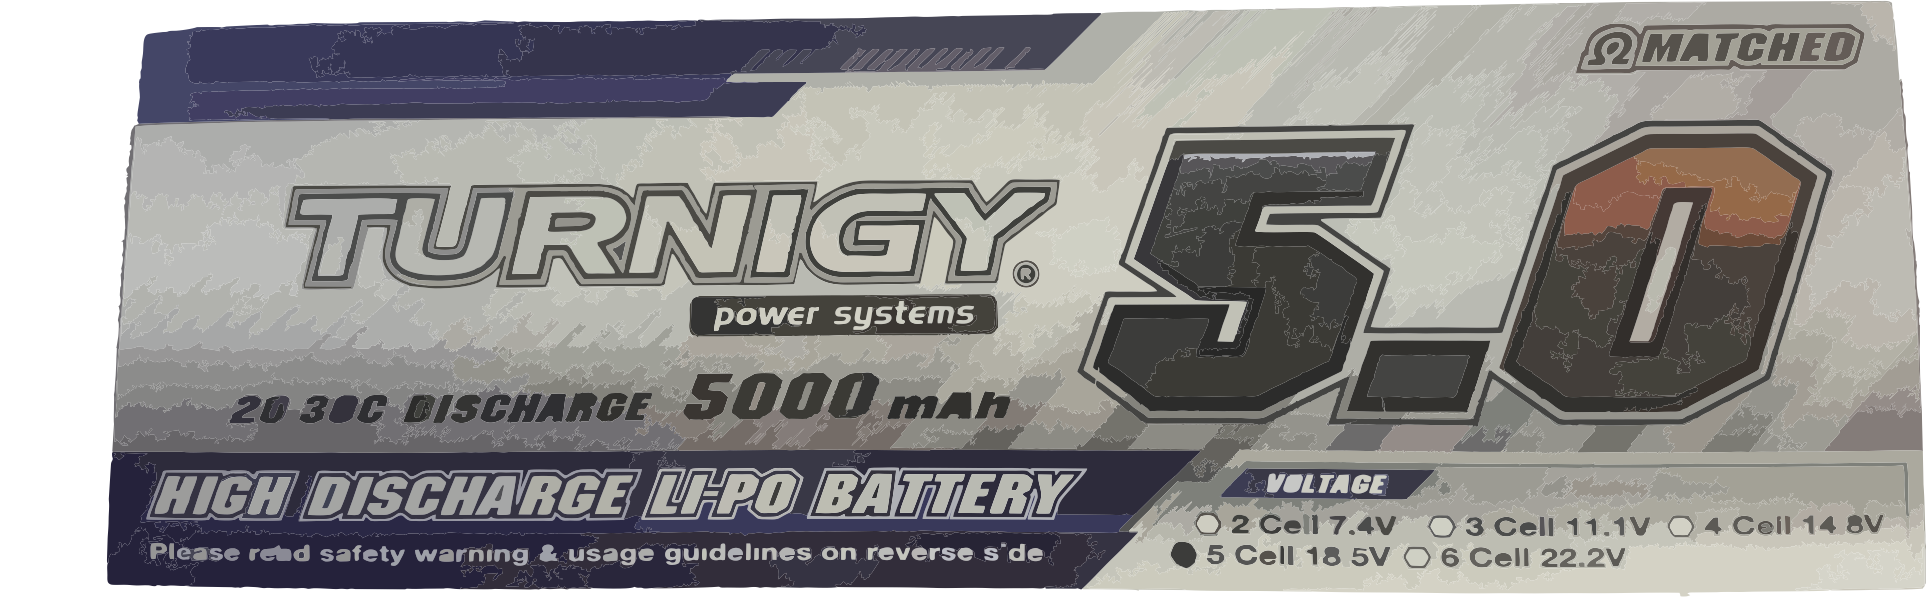 Ω MATCHED
TURNIGY®
power systems
5.0
20 30C DISCHARGE 5000 mAh
HIGH DISCHARGE LI-PO BATTERY
Please read safety warning & usage guidelines on reverse side
VOLTAGE
2 Cell 7.4V 3 Cell 11.1V 4 Cell 14 8V
5 Cell 18 5V 6 Cell 22.2V